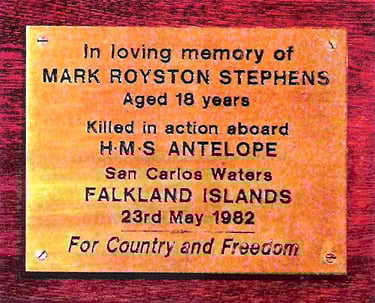 In loving memory of
MARK ROYSTON STEPHENS
Aged 18 years
Killed in action aboard
H·M·S ANTELOPE
San Carlos Waters
FALKLAND ISLANDS
23rd May 1982
For Country and Freedom